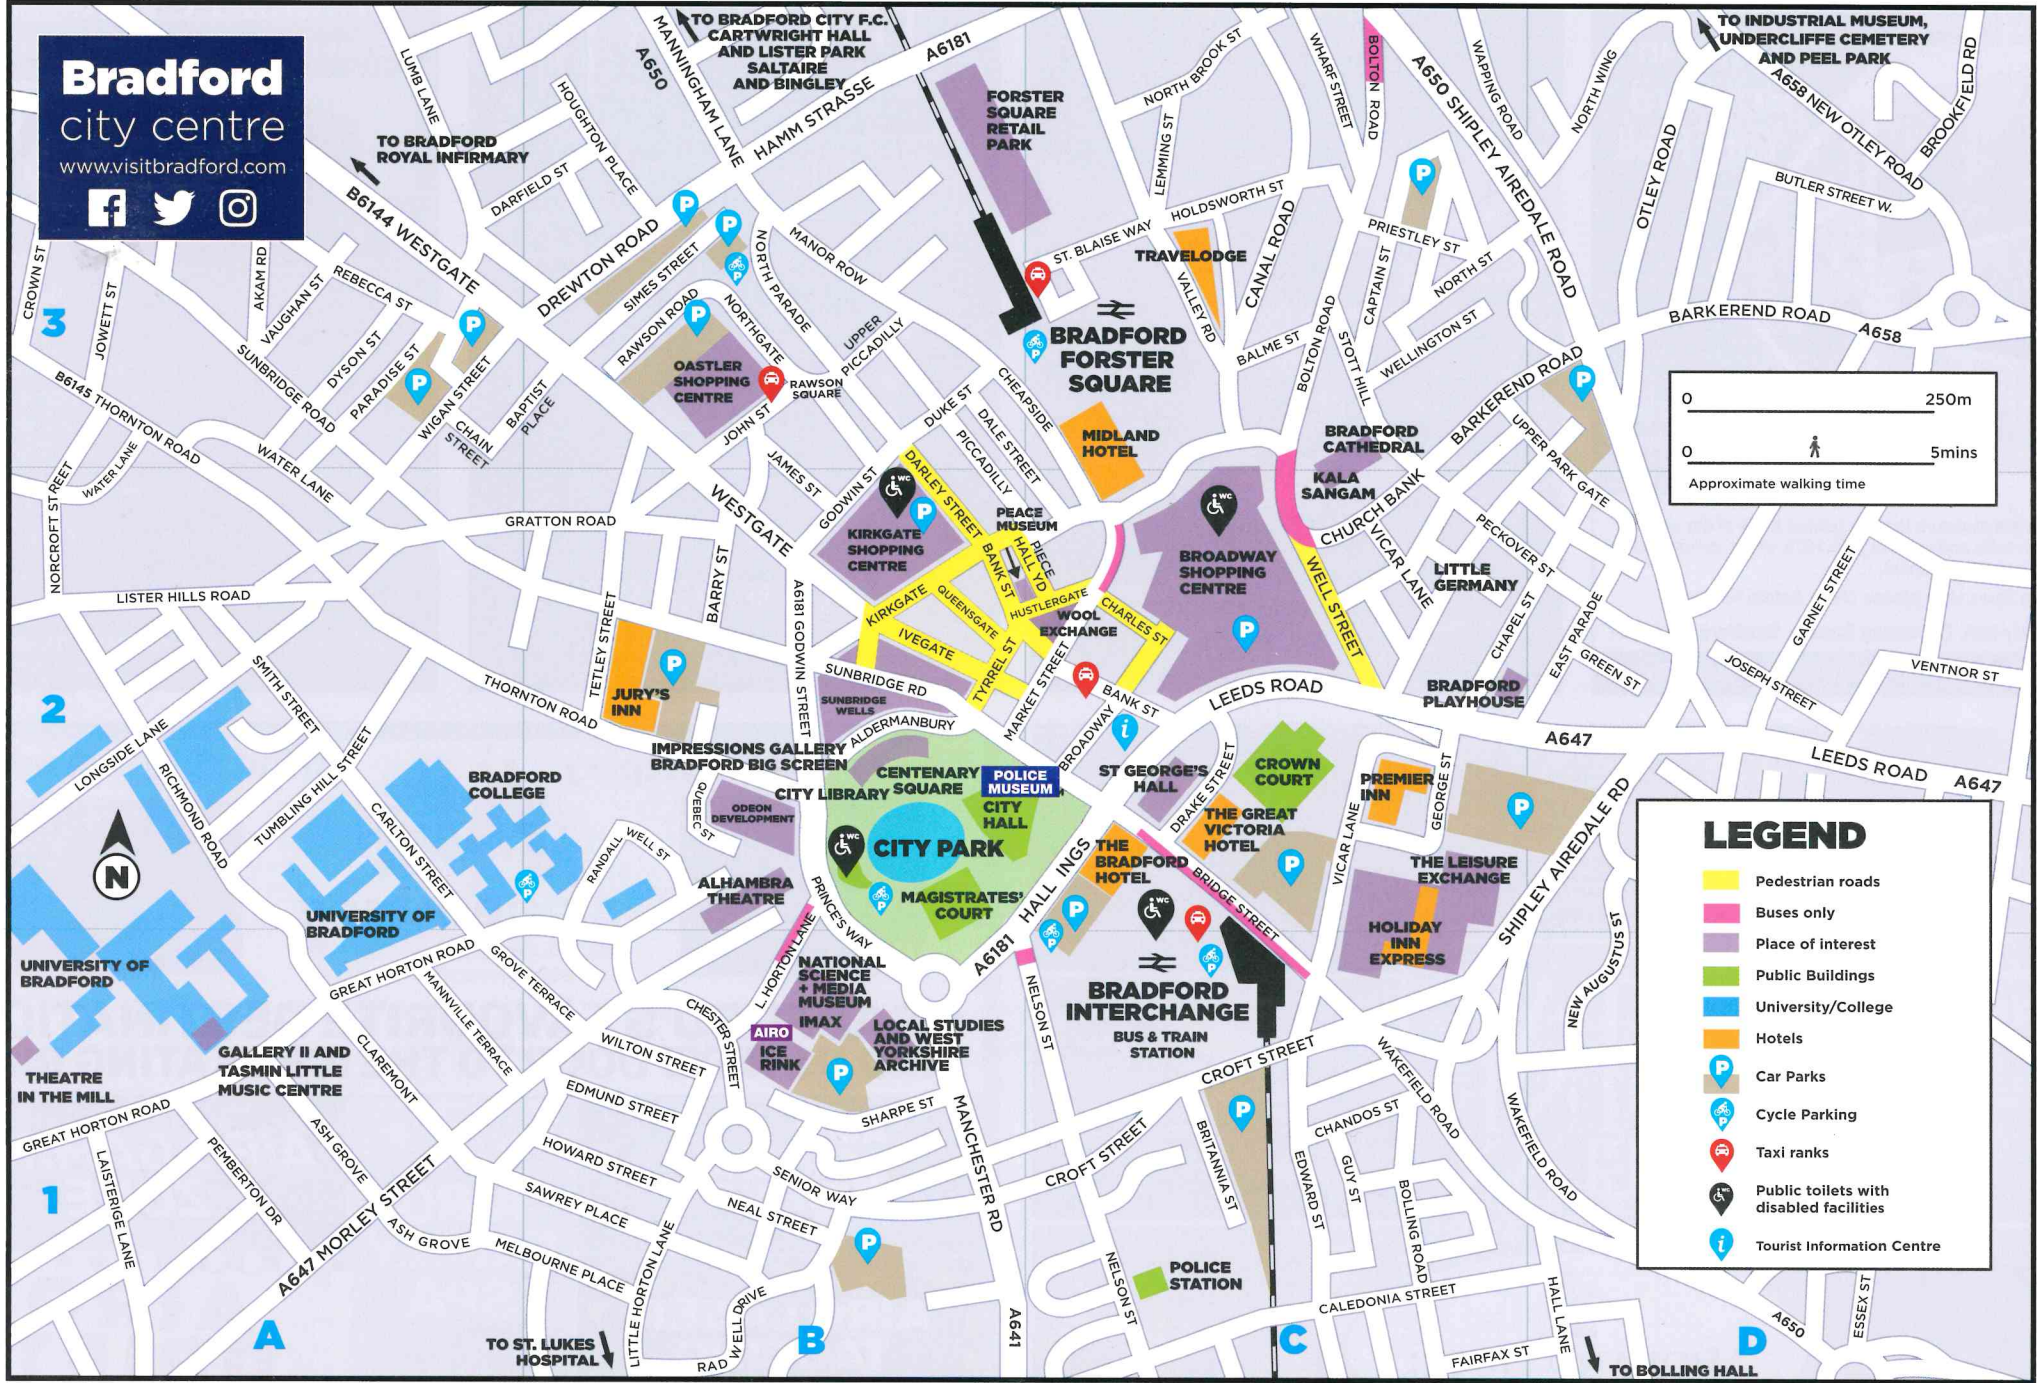 Bradford
city centre
www.visitbradford.com
TO BRADFORD CITY F.C.
CARTWRIGHT HALL
AND LISTER PARK
SALTAIRE
AND BINGLEY
TO BRADFORD
ROYAL INFIRMARY
TO INDUSTRIAL MUSEUM,
UNDERCLIFFE CEMETERY
AND PEEL PARK
LUMB LANE
A650
MANNINGHAM LANE
HAMM STRASSE
A6181
HOUGHTON PLACE
DARFIELD ST
B6144 WESTGATE
DREWTON ROAD
SIMES STREET
RAWSON ROAD
NORTHGATE
NORTH PARADE
MANOR ROW
UPPER
PICCADILLY
FORSTER
SQUARE
RETAIL
PARK
NORTH BROOK ST
LEMMING ST
WHARF STREET
BOLTON ROAD
A650 SHIPLEY AIREDALE ROAD
WAPPING ROAD
NORTH WING
OTLEY ROAD
A658 NEW OTLEY ROAD
BROOKFIELD RD
BUTLER STREET W.
HOLDSWORTH ST
ST. BLAISE WAY
TRAVELODGE
VALLEY RD
CANAL ROAD
PRIESTLEY ST
CAPTAIN ST
NORTH ST
BALME ST
BOLTON ROAD
STOTT HILL
WELLINGTON ST
BARKEREND ROAD
BARKEREND ROAD
A658
CROWN ST
JOWETT ST
AKAM RD
VAUGHAN ST
REBECCA ST
DYSON ST
PARADISE ST
SUNBRIDGE ROAD
WIGAN STREET
CHAIN
STREET
BAPTIST
PLACE
B6145 THORNTON ROAD
WATER LANE
WATER LANE
NORCROFT STREET
3
OASTLER
SHOPPING
CENTRE
RAWSON
SQUARE
JOHN ST
JAMES ST
GODWIN ST
DUKE ST
DALE STREET
PICCADILLY
CHEAPSIDE
DARLEY STREET
BRADFORD
FORSTER
SQUARE
MIDLAND
HOTEL
BRADFORD
CATHEDRAL
KALA
SANGAM
CHURCH BANK
UPPER PARK GATE
0
250m
0
5mins
Approximate walking time
GRATTON ROAD
WESTGATE
BARRY ST
LISTER HILLS ROAD
TETLEY STREET
A6181 GODWIN STREET
KIRKGATE
SHOPPING
CENTRE
PEACE
MUSEUM
PIECE
HALL YD
BANK ST
KIRKGATE
QUEENSGATE
HUSTLERGATE
IVEGATE
TYRREL ST
WOOL
EXCHANGE
CHARLES ST
BROADWAY
SHOPPING
CENTRE
WELL STREET
VICAR LANE
LITTLE
GERMANY
PECKOVER ST
CHAPEL ST
EAST PARADE
GREEN ST
GARNET STREET
JOSEPH STREET
VENTNOR ST
BRADFORD
PLAYHOUSE
2
SMITH STREET
THORNTON ROAD
JURY'S
INN
SUNBRIDGE RD
SUNBRIDGE
WELLS
ALDERMANBURY
MARKET STREET
BANK ST
BROADWAY
LEEDS ROAD
A647
LEEDS ROAD
A647
IMPRESSIONS GALLERY
BRADFORD BIG SCREEN
CENTENARY
SQUARE
CITY LIBRARY
POLICE
MUSEUM
CITY
HALL
CITY PARK
MAGISTRATES'
COURT
ST GEORGE'S
HALL
DRAKE STREET
CROWN
COURT
THE GREAT
VICTORIA
HOTEL
PREMIER
INN
GEORGE ST
VICAR LANE
THE
BRADFORD
HOTEL
HALL INGS
A6181
BRIDGE STREET
THE LEISURE
EXCHANGE
HOLIDAY
INN
EXPRESS
SHIPLEY AIREDALE RD
NEW AUGUSTUS ST
LONGSIDE LANE
RICHMOND ROAD
TUMBLING HILL STREET
CARLTON STREET
BRADFORD
COLLEGE
QUEBEC ST
ODEON
DEVELOPMENT
RANDALL WELL ST
ALHAMBRA
THEATRE
PRINCE'S WAY
L. HORTON LANE
N
UNIVERSITY OF
BRADFORD
UNIVERSITY OF
BRADFORD
GREAT HORTON ROAD
GROVE TERRACE
MANNVILLE TERRACE
CLAREMONT
CHESTER STREET
NATIONAL
SCIENCE
+ MEDIA
MUSEUM
IMAX
AIRO
ICE
RINK
LOCAL STUDIES
AND WEST
YORKSHIRE
ARCHIVE
BRADFORD
INTERCHANGE
BUS & TRAIN
STATION
NELSON ST
CROFT STREET
GALLERY II AND
TASMIN LITTLE
MUSIC CENTRE
THEATRE
IN THE MILL
GREAT HORTON ROAD
1
LAISTERIGE LANE
PEMBERTON DR
ASH GROVE
A647 MORLEY STREET
ASH GROVE
WILTON STREET
EDMUND STREET
HOWARD STREET
SAWREY PLACE
MELBOURNE PLACE
NEAL STREET
SENIOR WAY
SHARPE ST
MANCHESTER RD
CROFT STREET
BRITANNIA ST
POLICE
STATION
NELSON ST
A641
LITTLE HORTON LANE
RADWELL DRIVE
TO ST. LUKES
HOSPITAL
CHANDOS ST
EDWARD ST
GUY ST
BOLLING ROAD
WAKEFIELD ROAD
WAKEFIELD ROAD
CALEDONIA STREET
FAIRFAX ST
HALL LANE
TO BOLLING HALL
A650
ESSEX ST
A
B
C
D
LEGEND
Pedestrian roads
Buses only
Place of interest
Public Buildings
University/College
Hotels
Car Parks
Cycle Parking
Taxi ranks
Public toilets with
disabled facilities
Tourist Information Centre